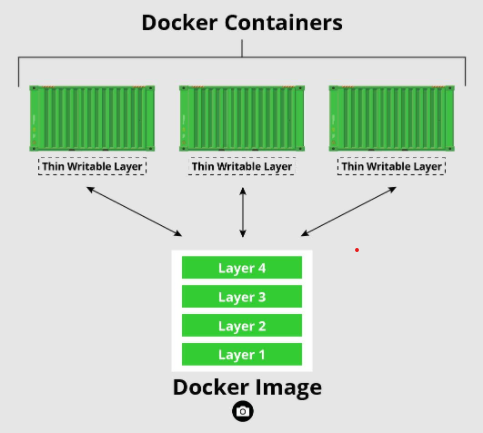 Docker Containers
Thin Writable Layer
Thin Writable Layer
Thin Writable Layer
Layer 4
Layer 3
Layer 2
Layer 1
Docker Image